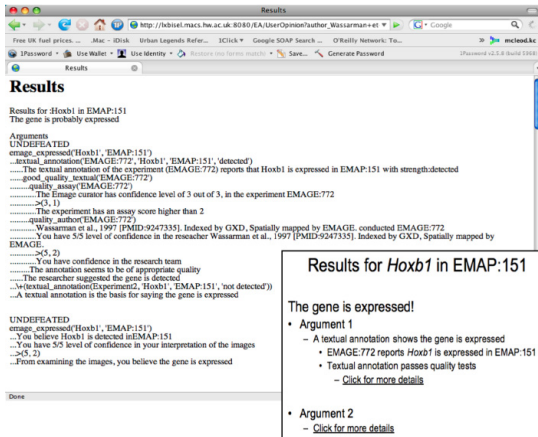 Results
http://lxbisel.macs.hw.ac.uk:8080/EA/UserOpinion?author_Wassarman+et
Google
Free UK fuel prices. ... .Mac - iDisk Urban Legends Refer... 1Click ▾ Google SOAP Search ... O'Reilly Network: To... » mcleod.kc
1Password ▾ Use Wallet ▾ Use Identity ▾ Restore (no forms match) ▾ Save... Generate Password
Results
Results
Results for :Hoxb1 in EMAP:151
The gene is probably expressed
Arguments
UNDEFEATED
emage_expressed('Hoxb1', 'EMAP:151')
...textual_annotation('EMAGE:772', 'Hoxb1', 'EMAP:151', 'detected')
......The textual annotation of the experiment (EMAGE:772) reports that Hoxb1 is expressed in EMAP:151 with strength:detected
......good_quality_textual('EMAGE:772')
.........quality_assay('EMAGE:772')
............The Emage curator has confidence level of 3 out of 3, in the experiment EMAGE:772
............>(3, 1)
............The experiment has an assay score higher than 2
.........quality_author('EMAGE:772')
............Wassarman et al., 1997 [PMID:9247335]. Indexed by GXD, Spatially mapped by EMAGE. conducted EMAGE:772
............You have 5/5 level of confidence in the reseacher Wassarman et al., 1997 [PMID:9247335]. Indexed by GXD, Spatially mapped by
EMAGE.
............>(5, 2)
............You have confidence in the research team
.........The annotation seems to be of appropriate quality
......The researcher suggested the gene is detected
...\+(textual_annotation(Experiment2, 'Hoxb1', 'EMAP:151', 'not detected'))
...A textual annotation is the basis for saying the gene is expressed
UNDEFEATED
emage_expressed('Hoxb1', 'EMAP:151')
...You believe Hoxb1 is detected inEMAP:151
...You have 5/5 level of confidence in your interpretation of the images
...>(5, 2)
...From examining the images, you believe the gene is expressed
Done
Results for Hoxb1 in EMAP:151
The gene is expressed!
• Argument 1
– A textual annotation shows the gene is expressed
• EMAGE:772 reports Hoxb1 is expressed in EMAP:151
• Textual annotation passes quality tests
– Click for more details
• Argument 2
– Click for more details